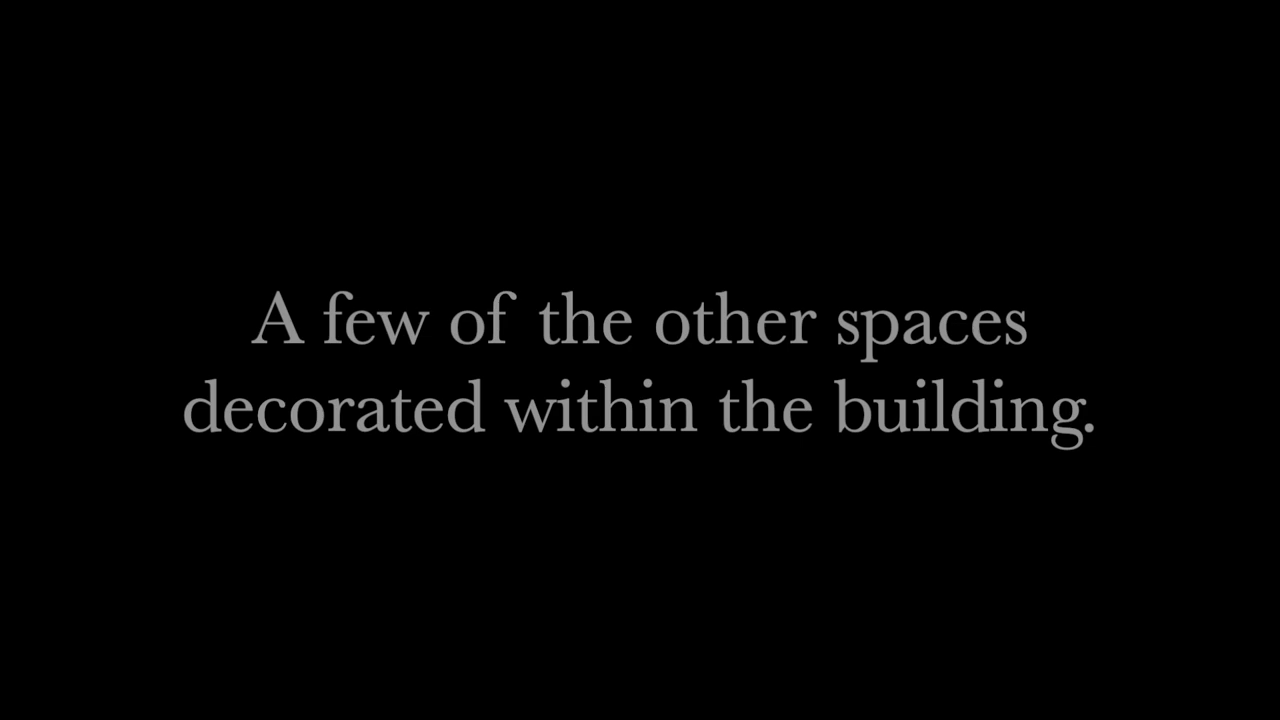 A few of the other spaces
decorated within the building.